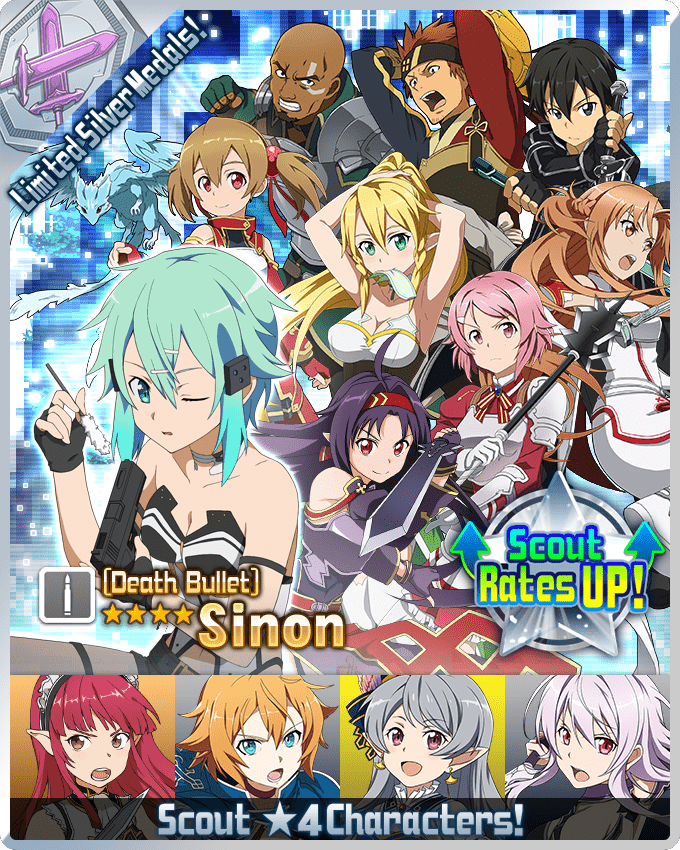 Limited Silver Medals!
Scout
Rates UP!
[Death Bullet]
★★★★ Sinon
Scout ★4 Characters!